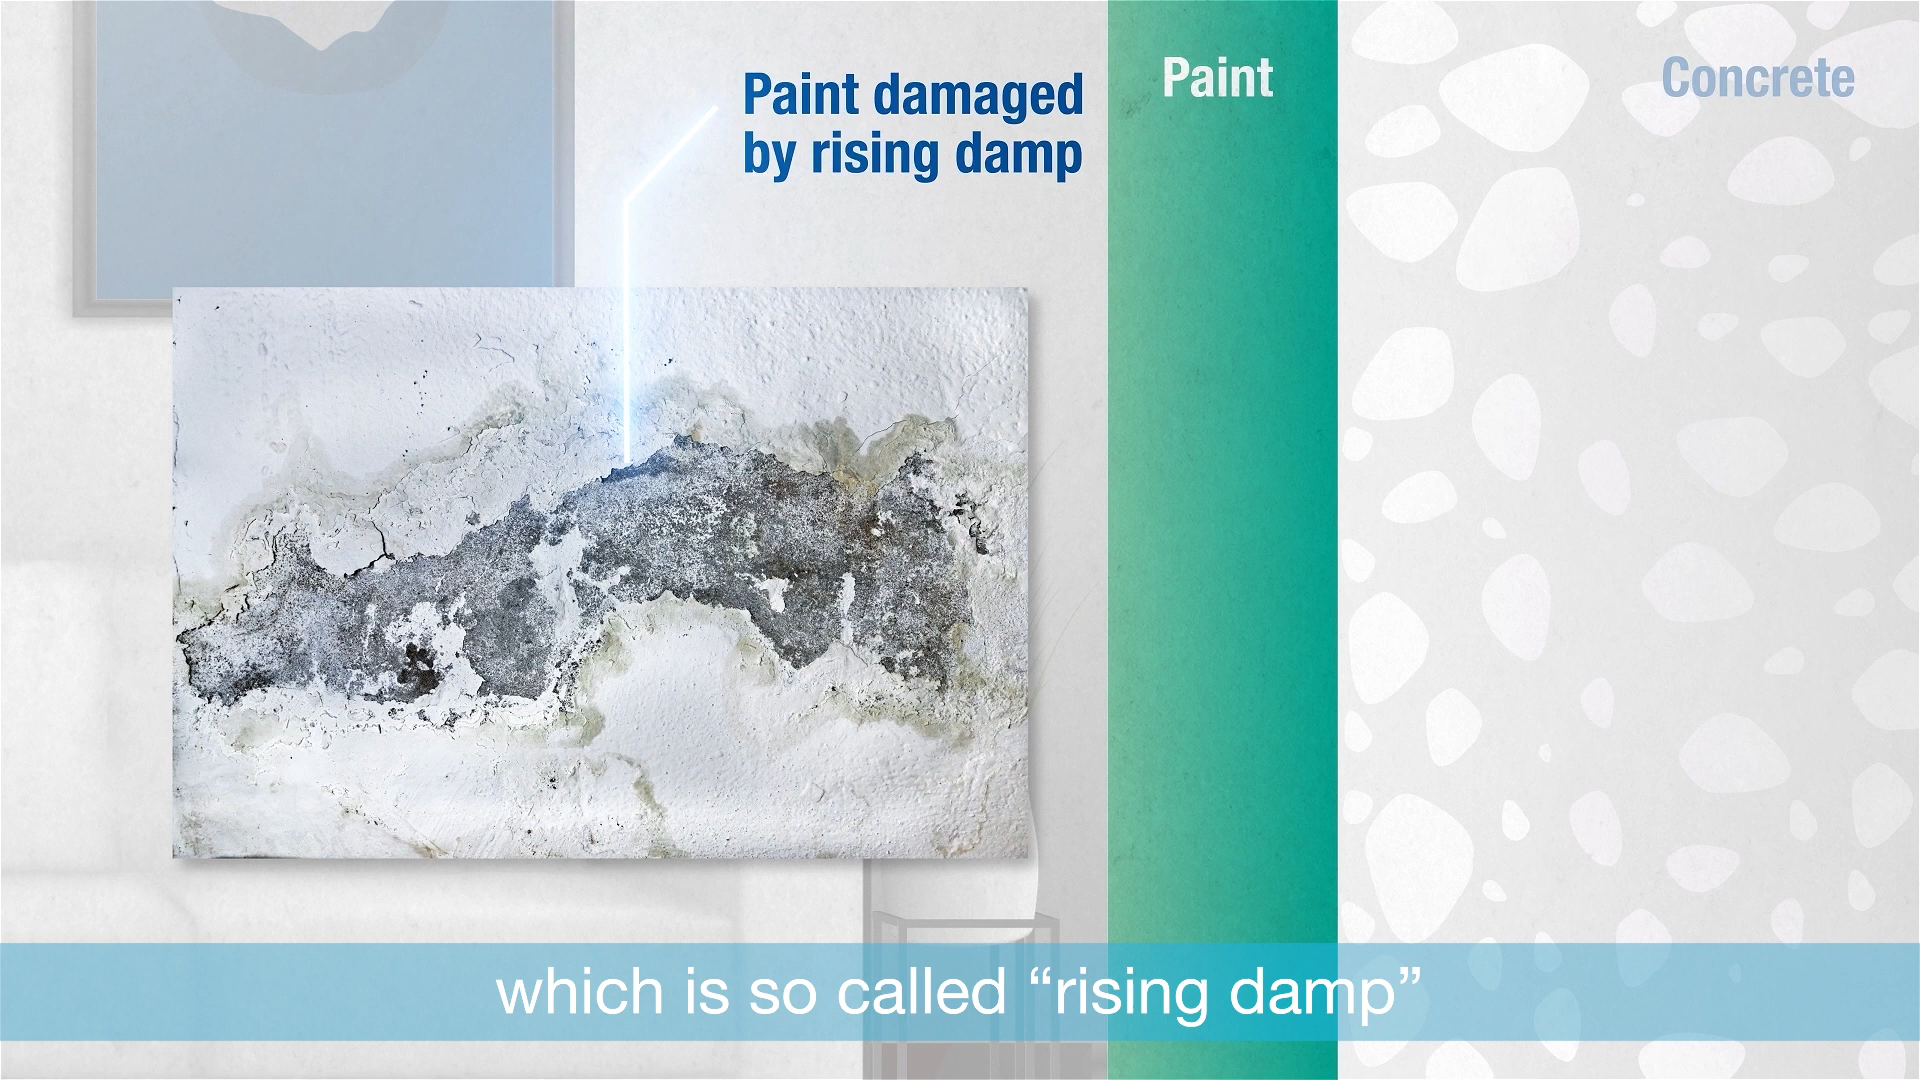 Paint damaged
by rising damp
Paint
Concrete
which is so called “rising damp”